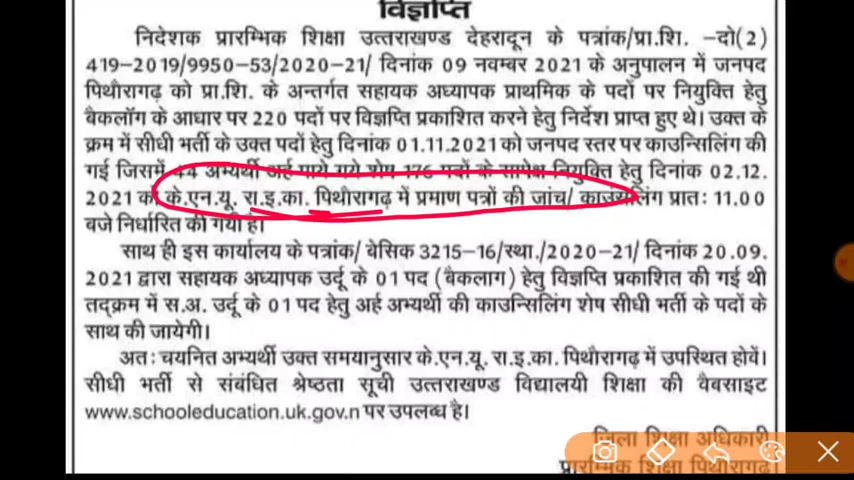 विज्ञप्ति
निदेशक प्रारम्भिक शिक्षा उत्तराखण्ड देहरादून के पत्रांक/प्रा.शि. –दो(2)
419–2019/9950–53/2020–21/ दिनांक 09 नवम्बर 2021 के अनुपालन में जनपद
पिथौरागढ़ को प्रा.शि. के अन्तर्गत सहायक अध्यापक प्राथमिक के पदों पर नियुक्ति हेतु
बैकलॉग के आधार पर 220 पदों पर विज्ञप्ति प्रकाशित करने हेतु निर्देश प्राप्त हुए थे। उक्त के
क्रम में सीधी भर्ती के उक्त पदों हेतु दिनांक 01.11.2021 को जनपद स्तर पर काउन्सिलिंग की
गई जिसमें 44 अभ्यर्थी अर्ह पाये गये शेष 176 पदों के सापेक्ष नियुक्ति हेतु दिनांक 02.12.
2021 को के.एन.यू. रा.इ.का. पिथौरागढ़ में प्रमाण पत्रों की जांच/ काउंसलिंग प्रातः 11.00
बजे निर्धारित की गयी है।
साथ ही इस कार्यालय के पत्रांक/ बेसिक 3215–16/स्था./2020–21/ दिनांक 20.09.
2021 द्वारा सहायक अध्यापक उर्दू के 01 पद (बैकलाग) हेतु विज्ञप्ति प्रकाशित की गई थी
तद्क्रम में स.अ. उर्दू के 01 पद हेतु अर्ह अभ्यर्थी की काउन्सिलिंग शेष सीधी भर्ती के पदों के
साथ की जायेगी।
अतः चयनित अभ्यर्थी उक्त समयानुसार के.एन.यू. रा.इ.का. पिथौरागढ़ में उपस्थित होवें।
सीधी भर्ती से संबंधित श्रेष्ठता सूची उत्तराखण्ड विद्यालयी शिक्षा की वैबसाइट
www.schooleducation.uk.gov.n पर उपलब्ध है।
जिला शिक्षा अधिकारी
प्रारम्भिक शिक्षा पिथौरागढ़।